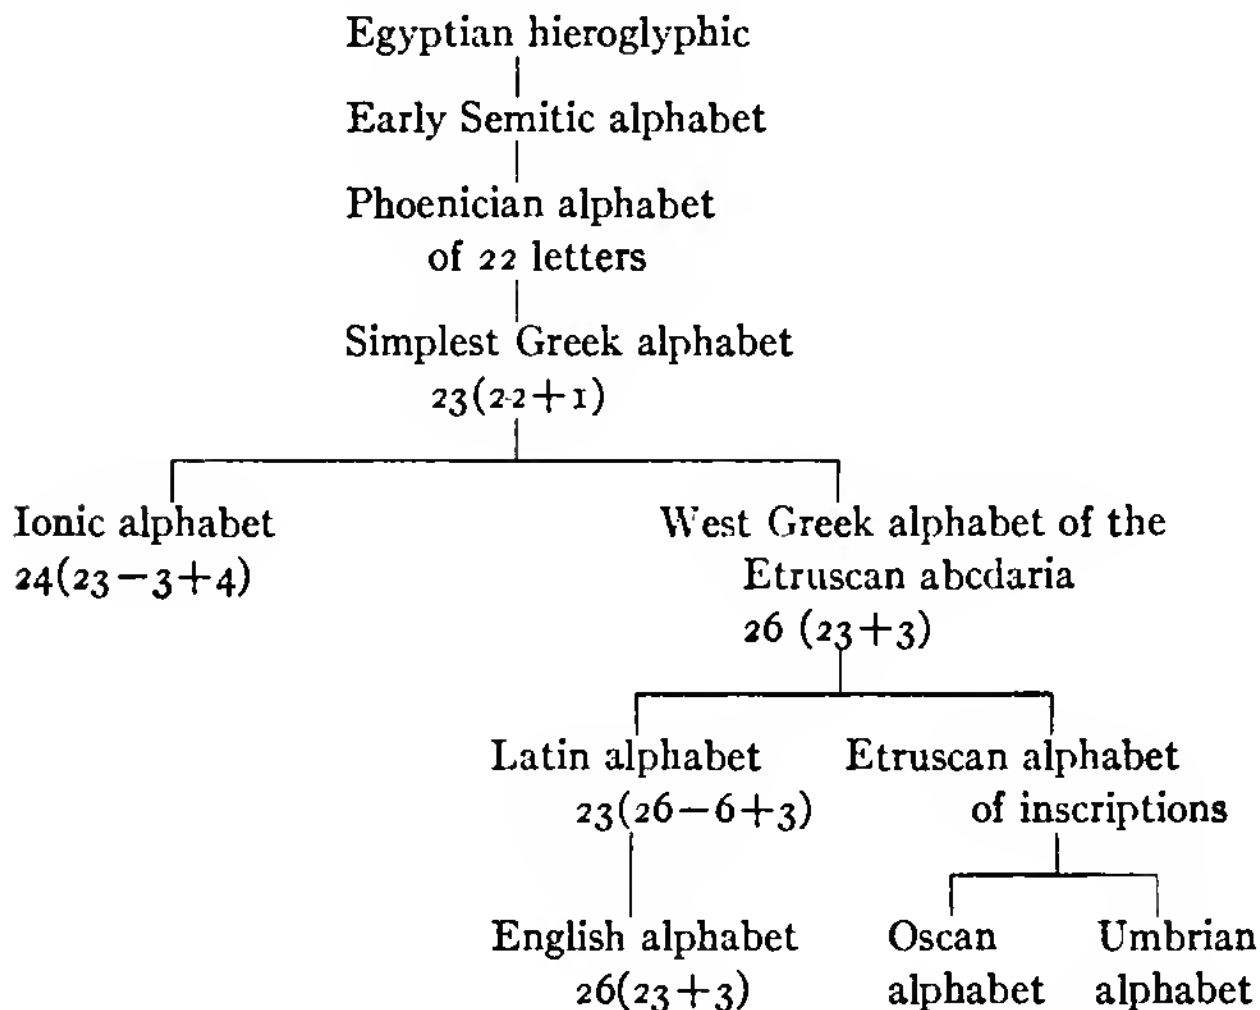 Egyptian hieroglyphic
Early Semitic alphabet
Phoenician alphabet
of 22 letters
Simplest Greek alphabet
23(22+1)
Ionic alphabet
24(23−3+4)
West Greek alphabet of the
Etruscan abcdaria
26 (23+3)
Latin alphabet
23(26−6+3)
Etruscan alphabet
of inscriptions
English alphabet
26(23+3)
Oscan
alphabet
Umbrian
alphabet